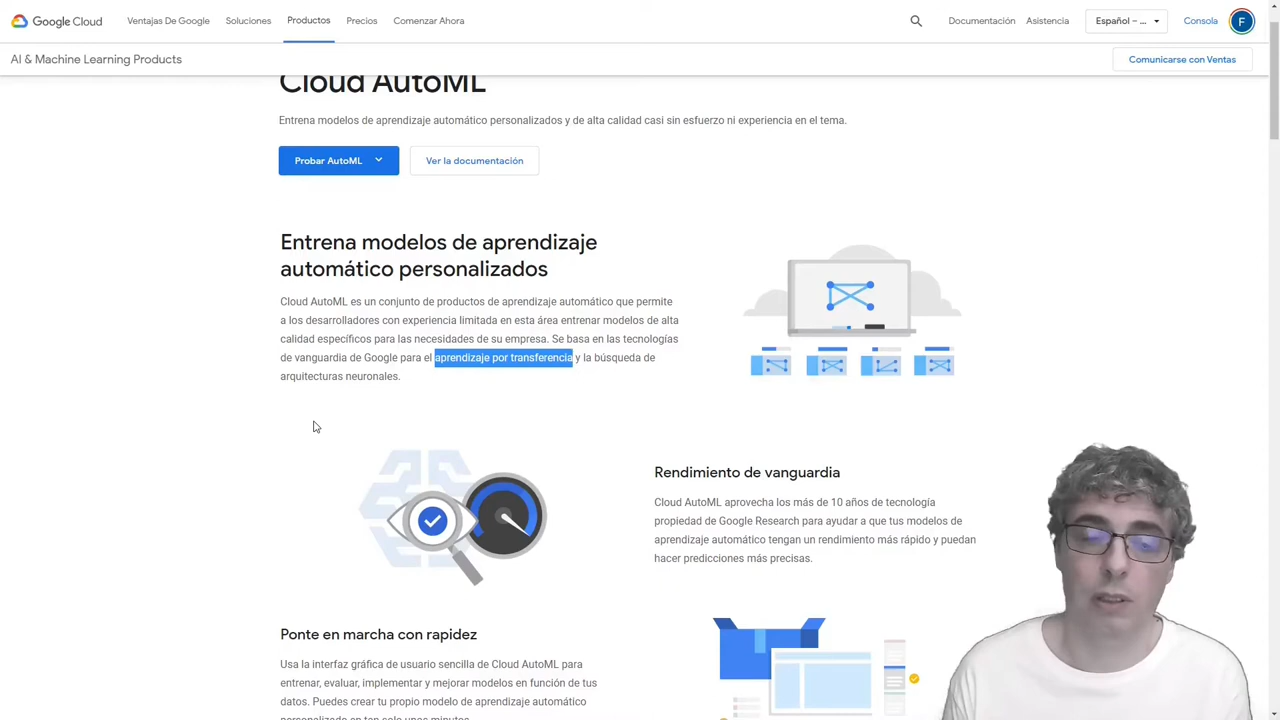 Google Cloud
Ventajas De Google
Soluciones
Productos
Precios
Comenzar Ahora
Documentación
Asistencia
Español – ...
Consola
F
AI & Machine Learning Products
Comunicarse con Ventas
Cloud AutoML
Entrena modelos de aprendizaje automático personalizados y de alta calidad casi sin esfuerzo ni experiencia en el tema.
Probar AutoML
Ver la documentación
Entrena modelos de aprendizaje
automático personalizados
Cloud AutoML es un conjunto de productos de aprendizaje automático que permite
a los desarrolladores con experiencia limitada en esta área entrenar modelos de alta
calidad específicos para las necesidades de su empresa. Se basa en las tecnologías
de vanguardia de Google para el aprendizaje por transferencia y la búsqueda de
arquitecturas neuronales.
Rendimiento de vanguardia
Cloud AutoML aprovecha los más de 10 años de tecnología
propiedad de Google Research para ayudar a que tus modelos de
aprendizaje automático tengan un rendimiento más rápido y puedan
hacer predicciones más precisas.
Ponte en marcha con rapidez
Usa la interfaz gráfica de usuario sencilla de Cloud AutoML para
entrenar, evaluar, implementar y mejorar modelos en función de tus
datos. Puedes crear tu propio modelo de aprendizaje automático
personalizado en tan solo unos minutos.